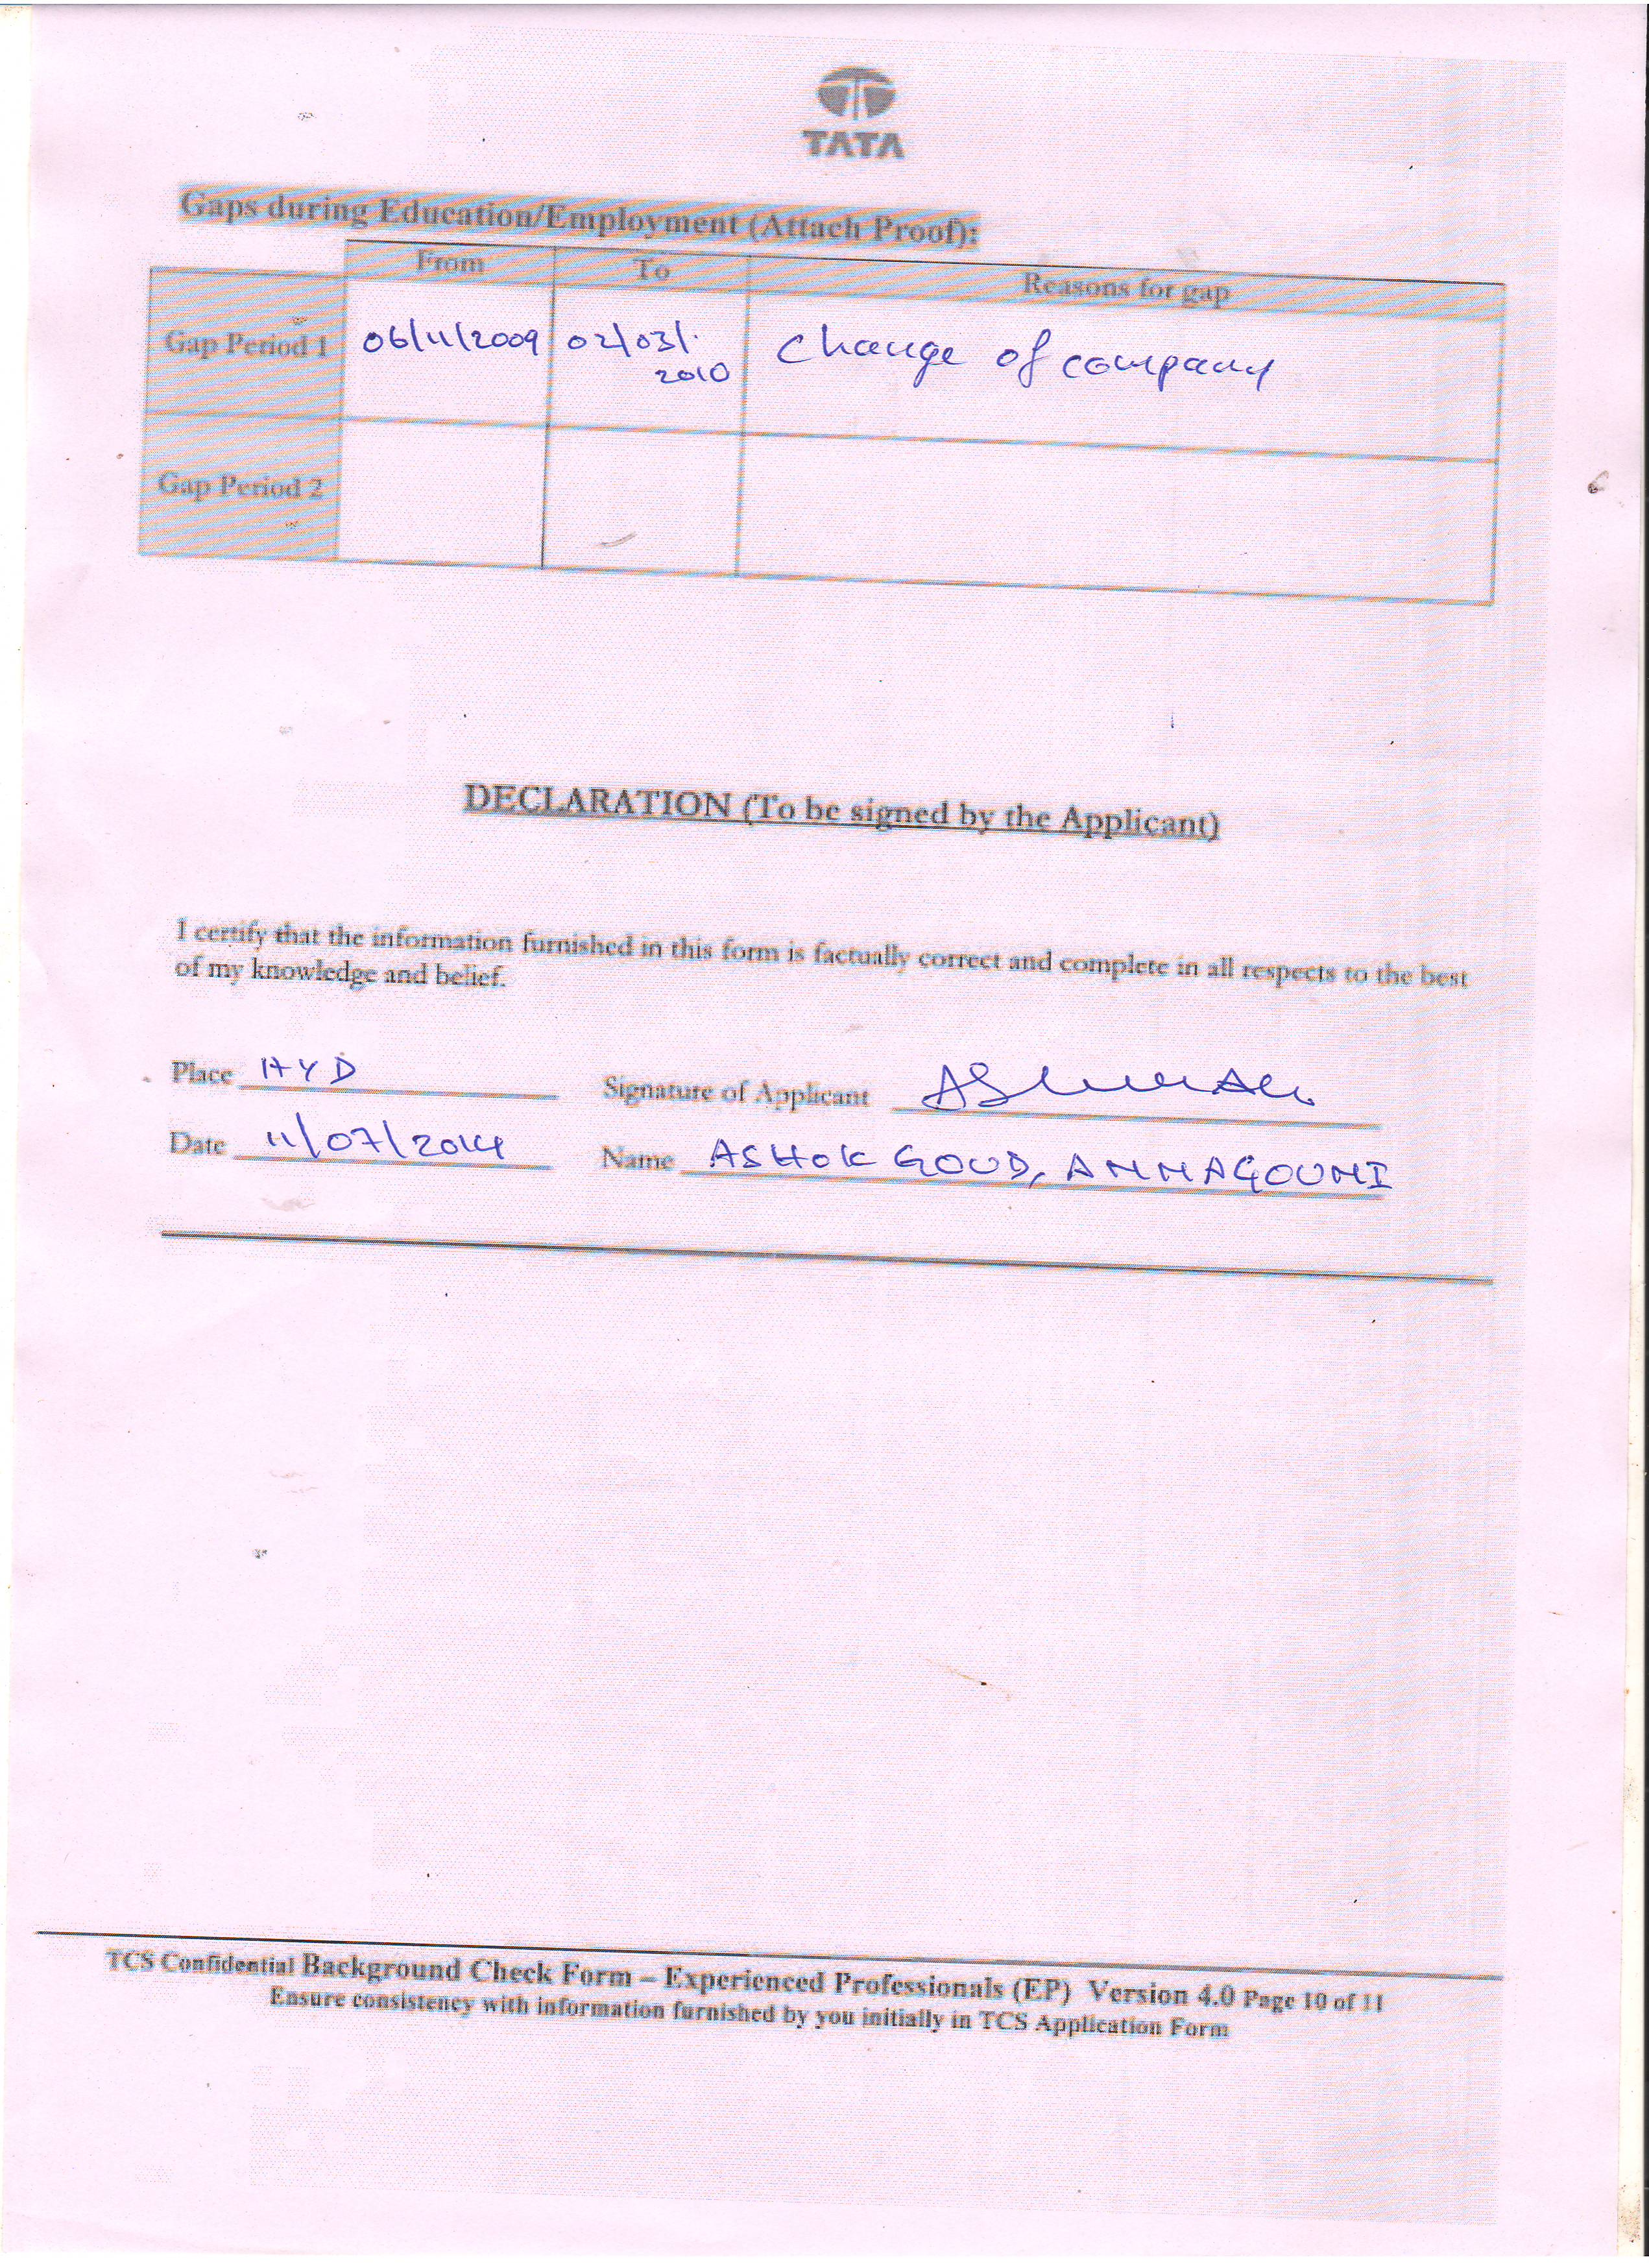 TATA
Gaps during Education/Employment (Attach Proof):
From To Reasons for gap
Gap Period 1 06/11/2009 02/03/2010 Change of company
Gap Period 2
DECLARATION (To be signed by the Applicant)
I certify that the information furnished in this form is factually correct and complete in all respects to the best
of my knowledge and belief.
Place HYD Signature of Applicant
Date 11/07/2014 Name ASHOK GOUD, ANNAGOUNI
TCS Confidential Background Check Form – Experienced Professionals (EP) Version 4.0 Page 10 of 11
Ensure consistency with information furnished by you initially in TCS Application Form